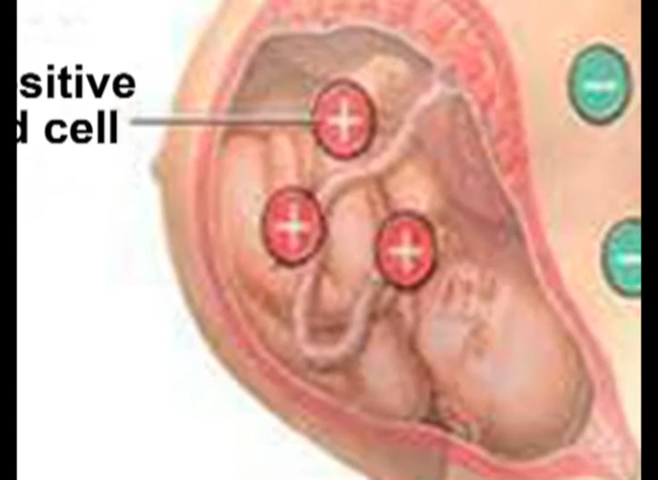 sitive
d cell
+
+
+
-
-